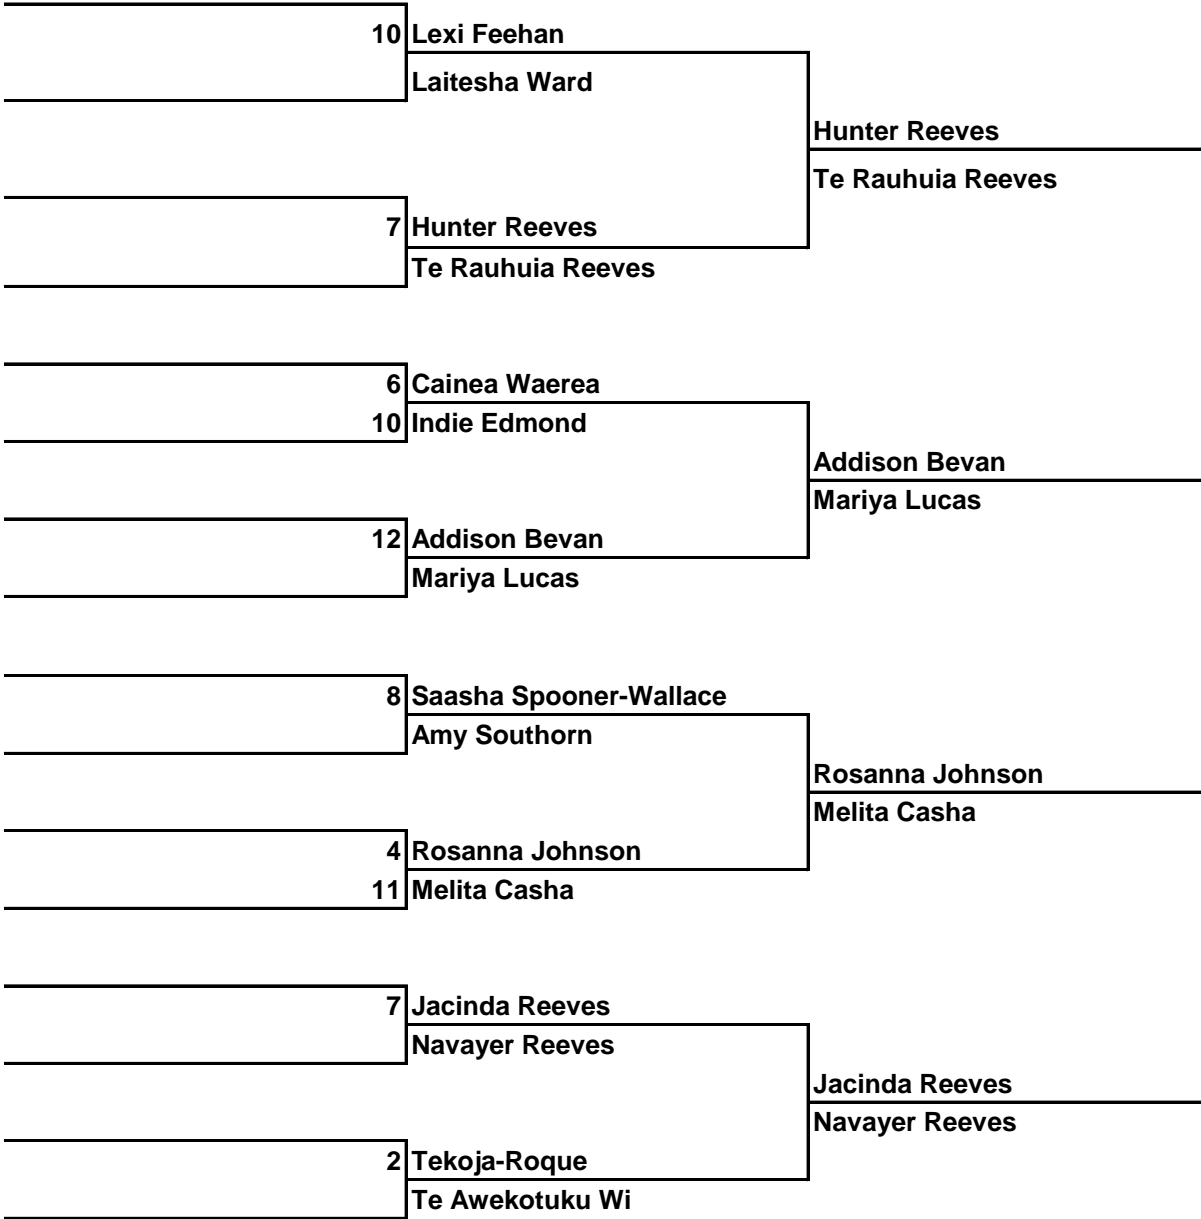 10 Lexi Feehan
Laitesha Ward
Hunter Reeves
Te Rauhuia Reeves
7 Hunter Reeves
Te Rauhuia Reeves
6 Cainea Waerea
10 Indie Edmond
Addison Bevan
Mariya Lucas
12 Addison Bevan
Mariya Lucas
8 Saasha Spooner-Wallace
Amy Southorn
Rosanna Johnson
Melita Casha
4 Rosanna Johnson
11 Melita Casha
7 Jacinda Reeves
Navayer Reeves
Jacinda Reeves
Navayer Reeves
2 Tekoja-Roque
Te Awekotuku Wi